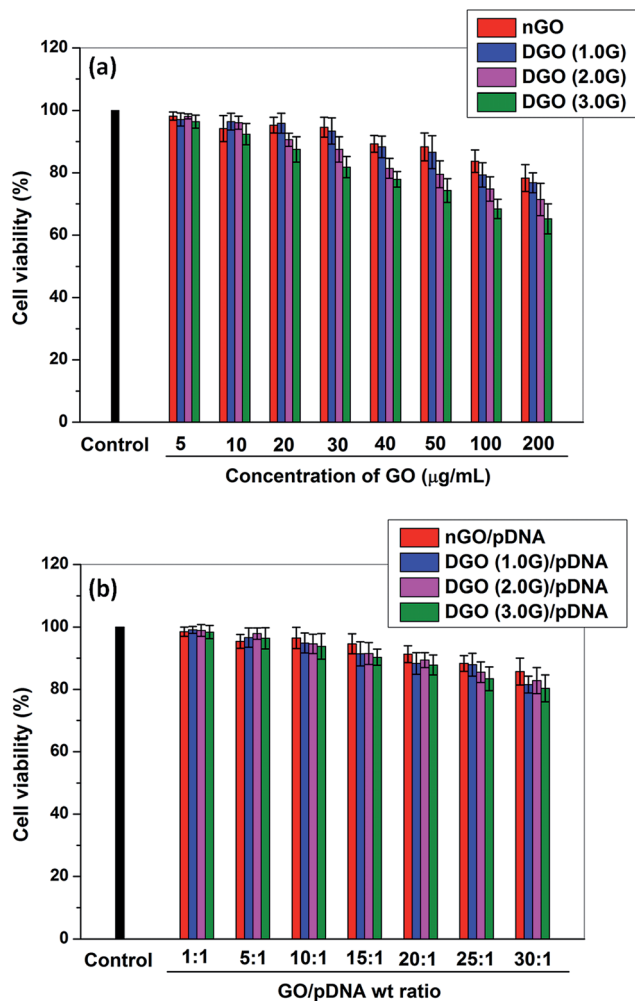 (a)
nGO
DGO (1.0G)
DGO (2.0G)
DGO (3.0G)
Cell viability (%)
120
100
80
60
40
20
0
Control 5 10 20 30 40 50 100 200
Concentration of GO (μg/mL)
(b)
nGO/pDNA
DGO (1.0G)/pDNA
DGO (2.0G)/pDNA
DGO (3.0G)/pDNA
Cell viability (%)
120
100
80
60
40
20
0
Control 1:1 5:1 10:1 15:1 20:1 25:1 30:1
GO/pDNA wt ratio